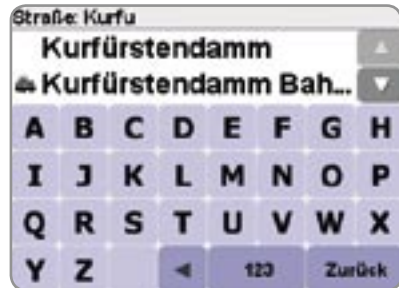 Straße: Kurfu
Kurfürstendamm
Kurfürstendamm Bah...
A B C D E F G H
I J K L M N O P
Q R S T U V W X
Y Z 123 Zurück